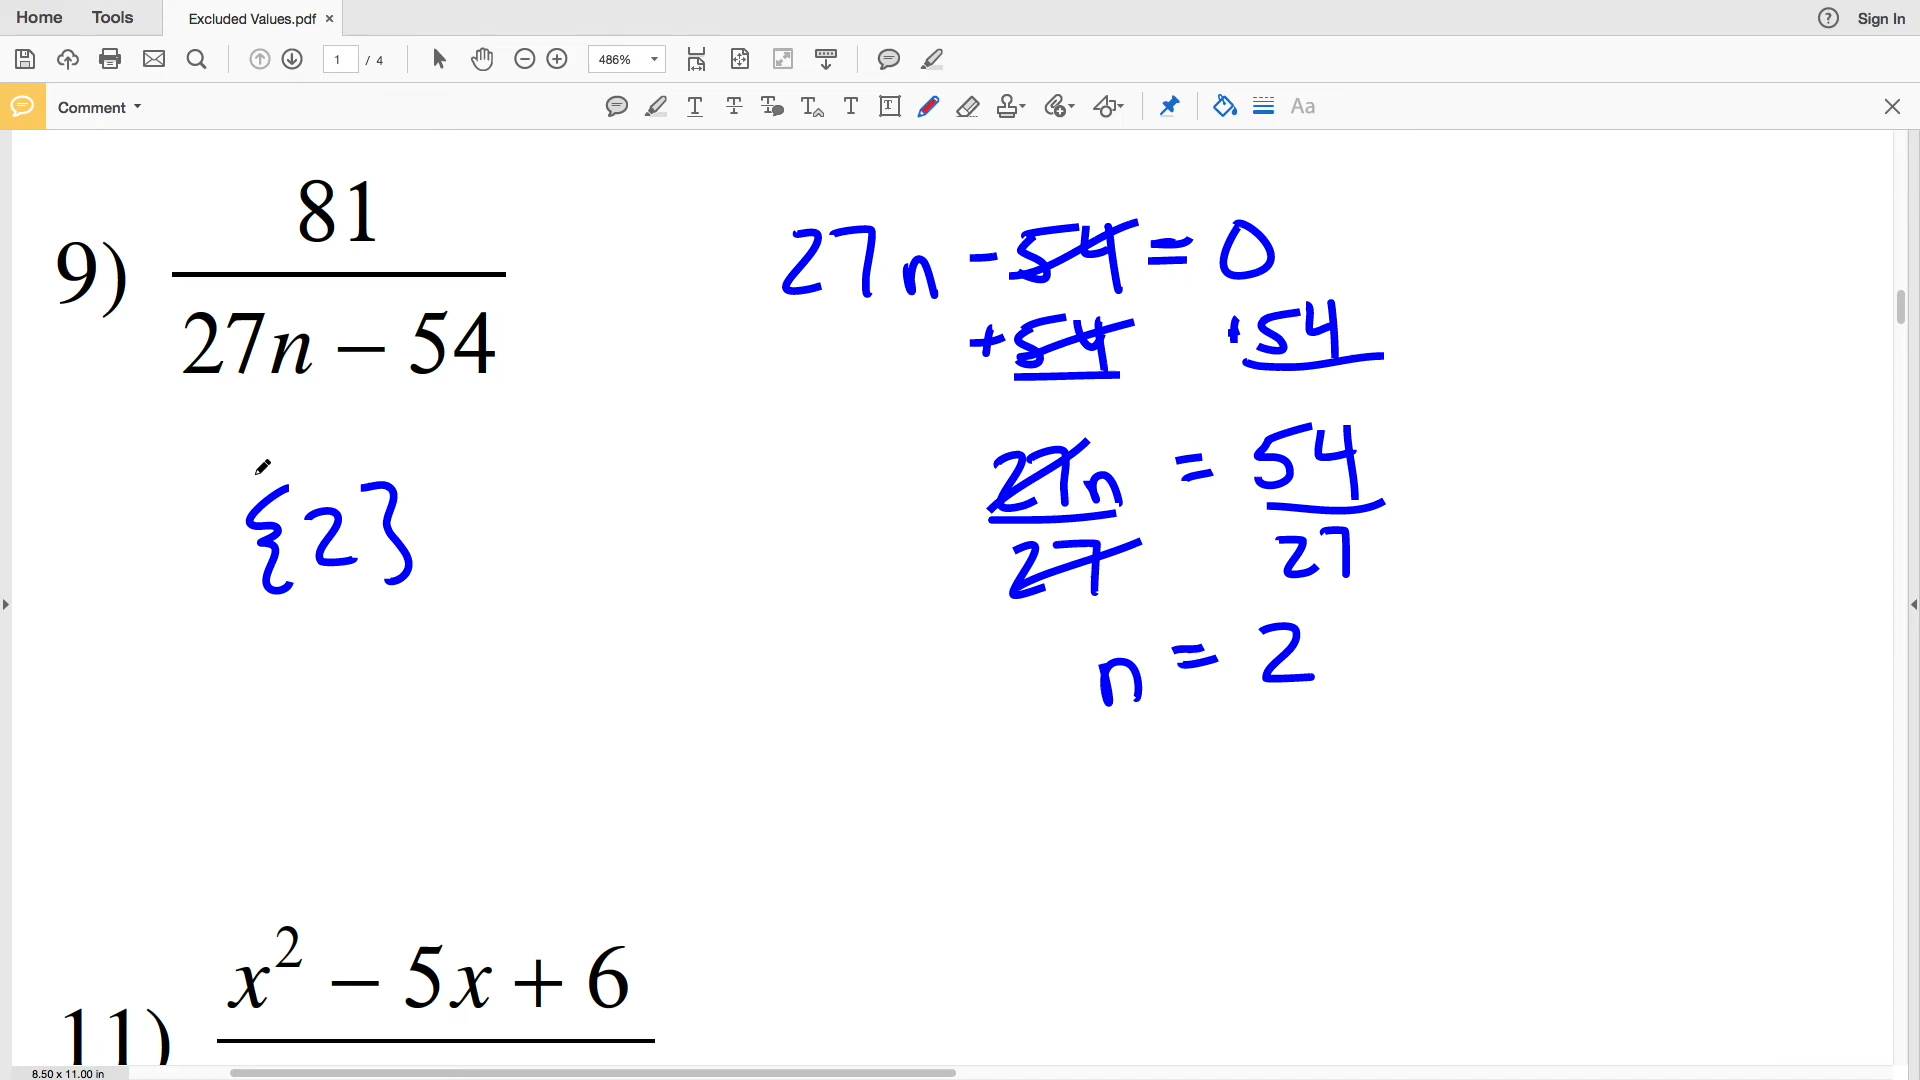 Home Tools Excluded Values.pdf × ? Sign In
1 / 4 486%
Comment T T T T T T Aa
9) 81
27n − 54
27n - 54 = 0
+54 +54
27n = 54
27 27
n = 2
{2}
11) x² − 5x + 6
8.50 x 11.00 in